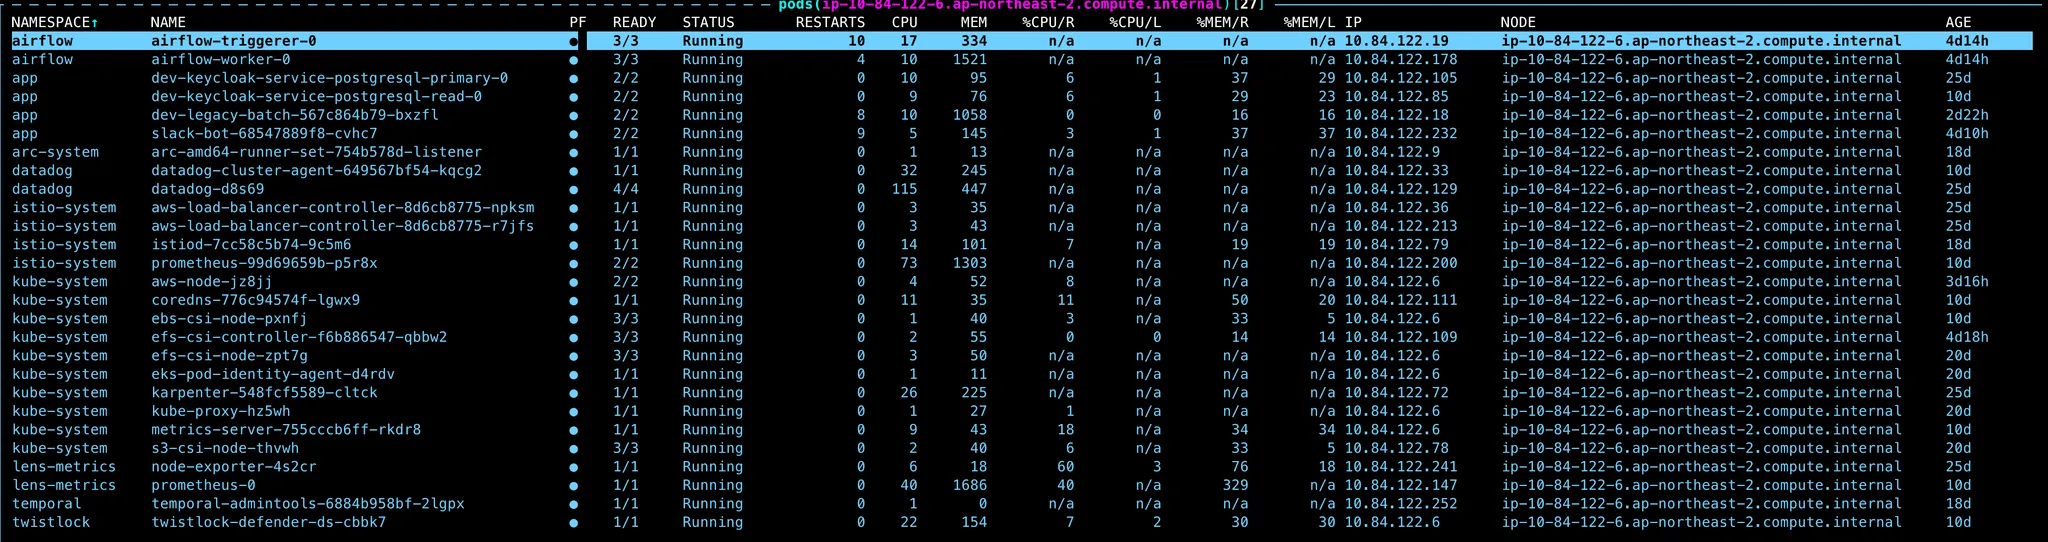 pods(ip-10-84-122-6.ap-northeast-2.compute.internal)[27]
NAMESPACE↑ NAME PF READY STATUS RESTARTS CPU MEM %CPU/R %CPU/L %MEM/R %MEM/L IP NODE AGE
airflow airflow-triggerer-0 ● 3/3 Running 10 17 334 n/a n/a n/a n/a 10.84.122.19 ip-10-84-122-6.ap-northeast-2.compute.internal 4d14h
airflow airflow-worker-0 ● 3/3 Running 4 10 1521 n/a n/a n/a n/a 10.84.122.178 ip-10-84-122-6.ap-northeast-2.compute.internal 4d14h
app dev-keycloak-service-postgresql-primary-0 ● 2/2 Running 0 10 95 6 1 37 29 10.84.122.105 ip-10-84-122-6.ap-northeast-2.compute.internal 25d
app dev-keycloak-service-postgresql-read-0 ● 2/2 Running 0 9 76 6 1 29 23 10.84.122.85 ip-10-84-122-6.ap-northeast-2.compute.internal 10d
app dev-legacy-batch-567c864b79-bxzfl ● 2/2 Running 8 10 1058 0 0 16 16 10.84.122.18 ip-10-84-122-6.ap-northeast-2.compute.internal 2d22h
app slack-bot-68547889f8-cvhc7 ● 2/2 Running 9 5 145 3 1 37 37 10.84.122.232 ip-10-84-122-6.ap-northeast-2.compute.internal 4d10h
arc-system arc-amd64-runner-set-754b578d-listener ● 1/1 Running 0 1 13 n/a n/a n/a n/a 10.84.122.9 ip-10-84-122-6.ap-northeast-2.compute.internal 18d
datadog datadog-cluster-agent-649567bf54-kqcg2 ● 1/1 Running 0 32 245 n/a n/a n/a n/a 10.84.122.33 ip-10-84-122-6.ap-northeast-2.compute.internal 10d
datadog datadog-d8s69 ● 4/4 Running 0 115 447 n/a n/a n/a n/a 10.84.122.129 ip-10-84-122-6.ap-northeast-2.compute.internal 25d
istio-system aws-load-balancer-controller-8d6cb8775-npksm ● 1/1 Running 0 3 35 n/a n/a n/a n/a 10.84.122.36 ip-10-84-122-6.ap-northeast-2.compute.internal 25d
istio-system aws-load-balancer-controller-8d6cb8775-r7jfs ● 1/1 Running 0 3 43 n/a n/a n/a n/a 10.84.122.213 ip-10-84-122-6.ap-northeast-2.compute.internal 25d
istio-system istiod-7cc58c5b74-9c5m6 ● 1/1 Running 0 14 101 7 n/a 19 19 10.84.122.79 ip-10-84-122-6.ap-northeast-2.compute.internal 18d
istio-system prometheus-99d69659b-p5r8x ● 2/2 Running 0 73 1303 n/a n/a n/a n/a 10.84.122.200 ip-10-84-122-6.ap-northeast-2.compute.internal 10d
kube-system aws-node-jz8jj ● 2/2 Running 0 4 52 8 n/a n/a n/a 10.84.122.6 ip-10-84-122-6.ap-northeast-2.compute.internal 3d16h
kube-system coredns-776c94574f-lgwx9 ● 1/1 Running 0 11 35 11 n/a 50 20 10.84.122.111 ip-10-84-122-6.ap-northeast-2.compute.internal 10d
kube-system ebs-csi-node-pxnfj ● 3/3 Running 0 1 40 3 n/a 33 5 10.84.122.6 ip-10-84-122-6.ap-northeast-2.compute.internal 10d
kube-system efs-csi-controller-f6b886547-qbbw2 ● 3/3 Running 0 2 55 0 0 14 14 10.84.122.109 ip-10-84-122-6.ap-northeast-2.compute.internal 4d18h
kube-system efs-csi-node-zpt7g ● 3/3 Running 0 3 50 n/a n/a n/a n/a 10.84.122.6 ip-10-84-122-6.ap-northeast-2.compute.internal 20d
kube-system eks-pod-identity-agent-d4rdv ● 1/1 Running 0 1 11 n/a n/a n/a n/a 10.84.122.6 ip-10-84-122-6.ap-northeast-2.compute.internal 20d
kube-system karpenter-548fcf5589-cltck ● 1/1 Running 0 26 225 n/a n/a n/a n/a 10.84.122.72 ip-10-84-122-6.ap-northeast-2.compute.internal 25d
kube-system kube-proxy-hz5wh ● 1/1 Running 0 1 27 1 n/a n/a n/a 10.84.122.6 ip-10-84-122-6.ap-northeast-2.compute.internal 20d
kube-system metrics-server-755cccb6ff-rkdr8 ● 1/1 Running 0 9 43 18 n/a 34 34 10.84.122.6 ip-10-84-122-6.ap-northeast-2.compute.internal 10d
kube-system s3-csi-node-thvwh ● 3/3 Running 0 2 40 6 n/a 33 5 10.84.122.78 ip-10-84-122-6.ap-northeast-2.compute.internal 20d
lens-metrics node-exporter-4s2cr ● 1/1 Running 0 6 18 60 3 76 18 10.84.122.241 ip-10-84-122-6.ap-northeast-2.compute.internal 25d
lens-metrics prometheus-0 ● 1/1 Running 0 40 1686 40 n/a 329 n/a 10.84.122.147 ip-10-84-122-6.ap-northeast-2.compute.internal 10d
temporal temporal-admintools-6884b958bf-2lgpx ● 1/1 Running 0 1 0 n/a n/a n/a n/a 10.84.122.252 ip-10-84-122-6.ap-northeast-2.compute.internal 18d
twistlock twistlock-defender-ds-cbbk7 ● 1/1 Running 0 22 154 7 2 30 30 10.84.122.6 ip-10-84-122-6.ap-northeast-2.compute.internal 10d